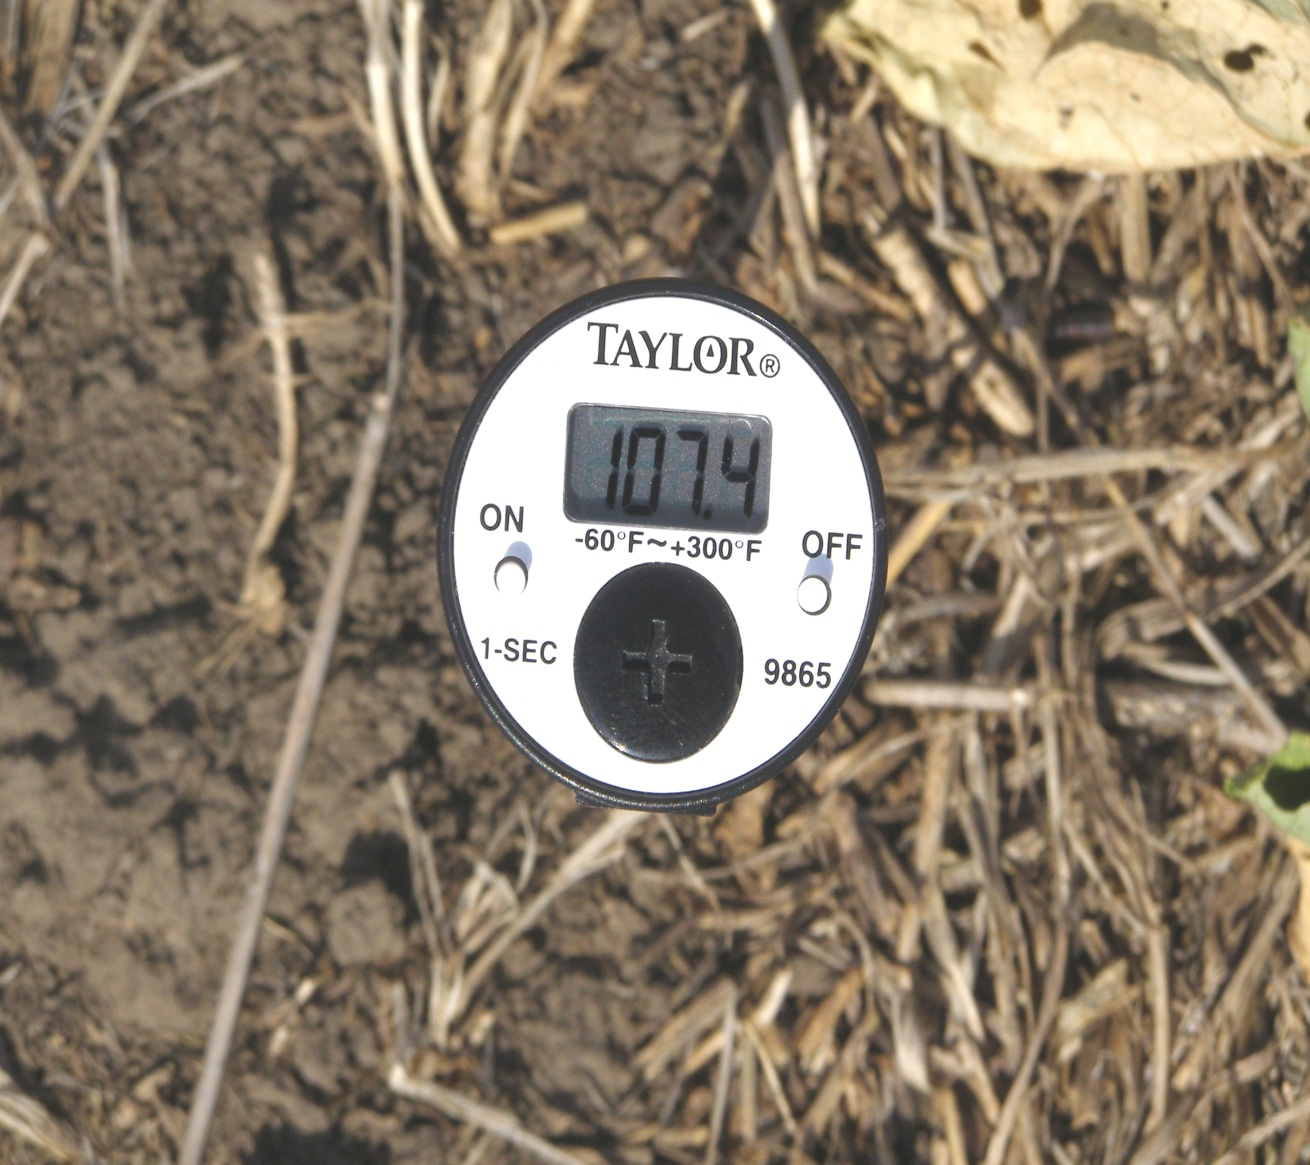 TAYLOR®
107.4
-60°F~+300°F
ON
OFF
1-SEC
9865